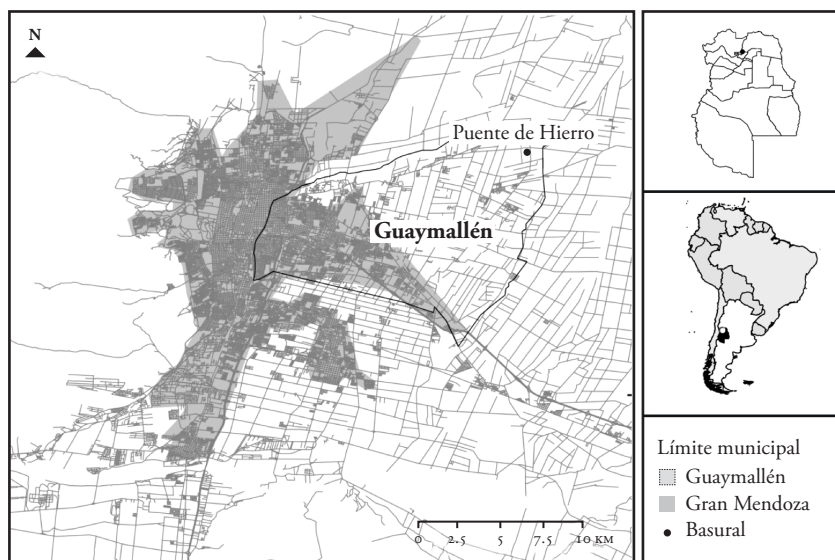 N
Puente de Hierro
Guaymallén
0 2.5 5 7.5 10 KM
Límite municipal
Guaymallén
Gran Mendoza
Basural